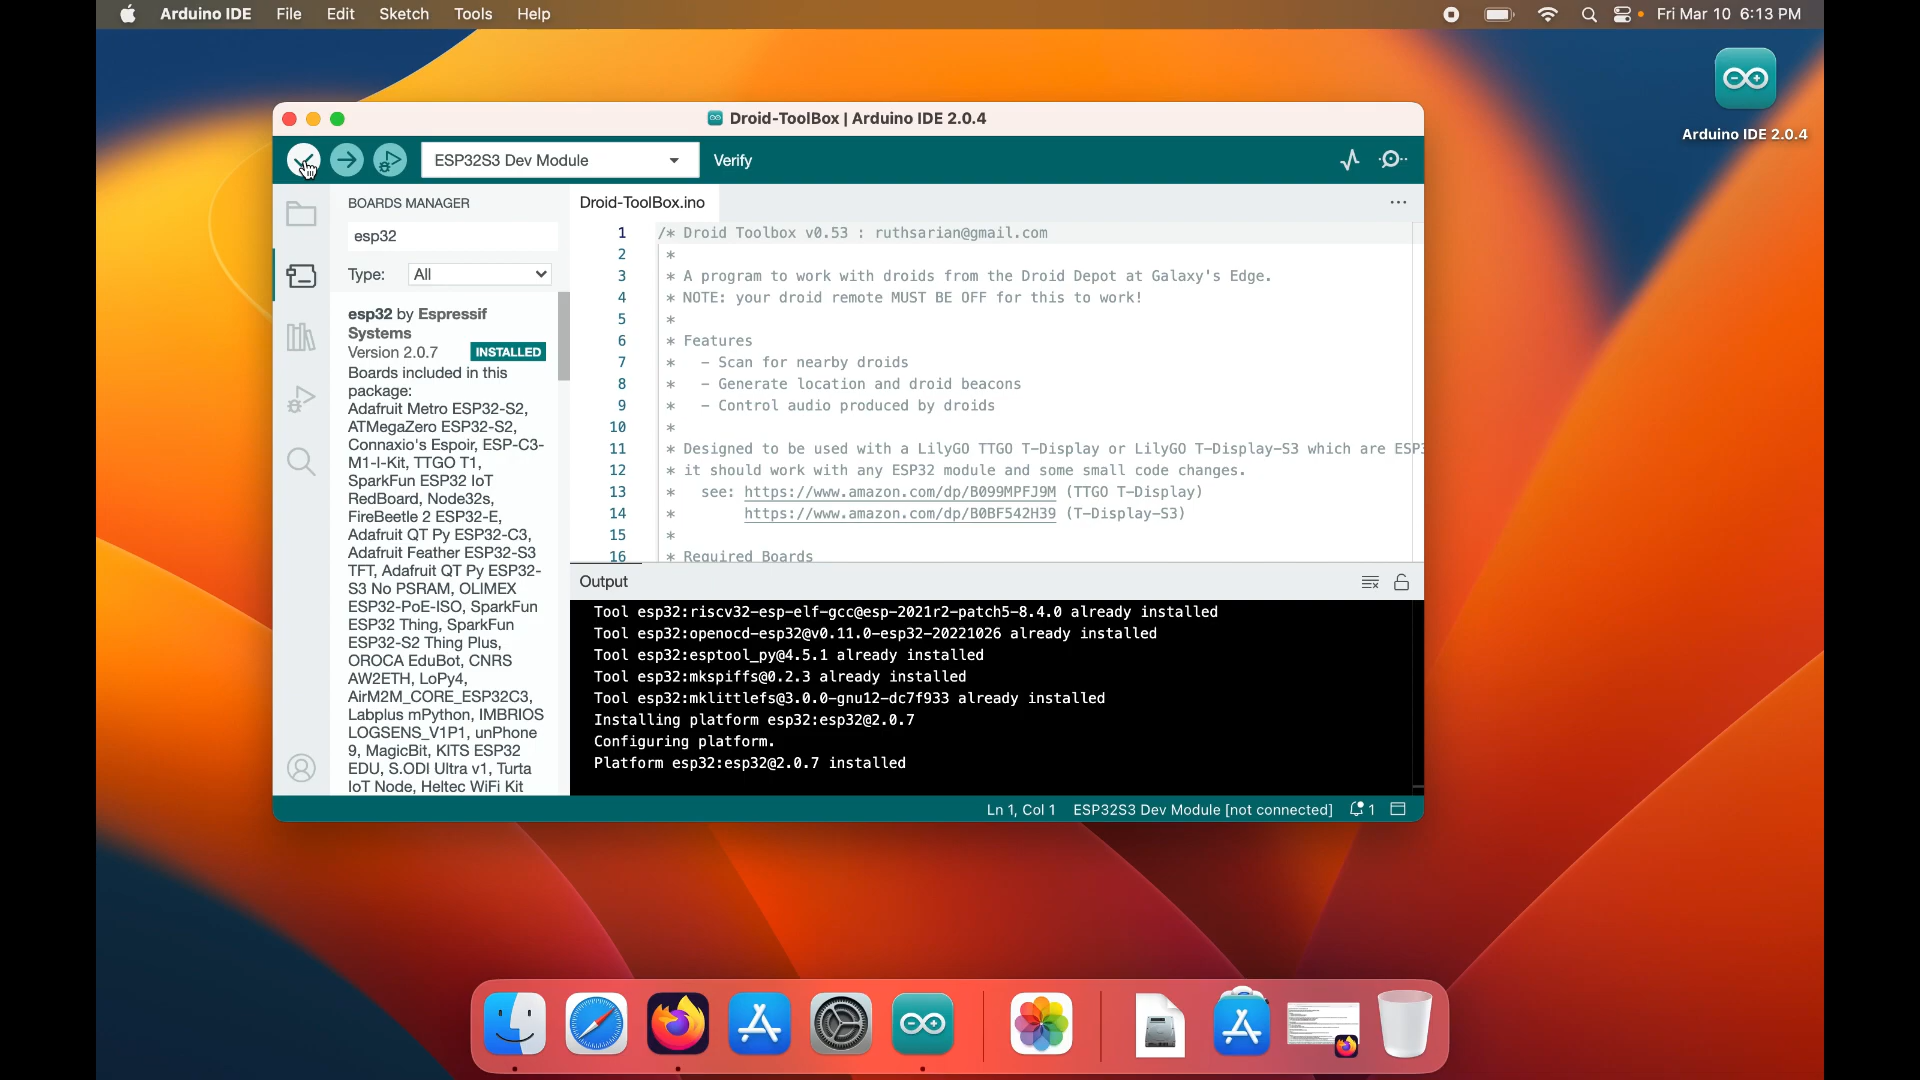 Arduino IDE File Edit Sketch Tools Help
Fri Mar 10 6:13 PM
Arduino IDE 2.0.4
Droid-ToolBox | Arduino IDE 2.0.4
ESP32S3 Dev Module
Verify
BOARDS MANAGER
esp32
Type: All
esp32 by Espressif
Systems
Version 2.0.7 INSTALLED
Boards included in this
package:
Adafruit Metro ESP32-S2,
ATMegaZero ESP32-S2,
Connaxio's Espoir, ESP-C3-
M1-I-Kit, TTGO T1,
SparkFun ESP32 IoT
RedBoard, Node32s,
FireBeetle 2 ESP32-E,
Adafruit QT Py ESP32-C3,
Adafruit Feather ESP32-S3
TFT, Adafruit QT Py ESP32-
S3 No PSRAM, OLIMEX
ESP32-PoE-ISO, SparkFun
ESP32 Thing, SparkFun
ESP32-S2 Thing Plus,
OROCA EduBot, CNRS
AW2ETH, LoPy4,
AirM2M_CORE_ESP32C3,
Labplus mPython, IMBRIOS
LOGSENS_V1P1, unPhone
9, MagicBit, KITS ESP32
EDU, S.ODI Ultra v1, Turta
IoT Node, Heltec WiFi Kit
Droid-ToolBox.ino
1 /* Droid Toolbox v0.53 : ruthsarian@gmail.com
2 *
3 * A program to work with droids from the Droid Depot at Galaxy's Edge.
4 * NOTE: your droid remote MUST BE OFF for this to work!
5 *
6 * Features
7 * - Scan for nearby droids
8 * - Generate location and droid beacons
9 * - Control audio produced by droids
10 *
11 * Designed to be used with a LilyGO TTGO T-Display or LilyGO T-Display-S3 which are ESP3
12 * it should work with any ESP32 module and some small code changes.
13 * see: https://www.amazon.com/dp/B099MPFJ9M (TTGO T-Display)
14 * https://www.amazon.com/dp/B0BF542H39 (T-Display-S3)
15 *
16 * Required Boards
Output
Tool esp32:riscv32-esp-elf-gcc@esp-2021r2-patch5-8.4.0 already installed
Tool esp32:openocd-esp32@v0.11.0-esp32-20221026 already installed
Tool esp32:esptool_py@4.5.1 already installed
Tool esp32:mkspiffs@0.2.3 already installed
Tool esp32:mklittlefs@3.0.0-gnu12-dc7f933 already installed
Installing platform esp32:esp32@2.0.7
Configuring platform.
Platform esp32:esp32@2.0.7 installed
Ln 1, Col 1 ESP32S3 Dev Module [not connected] 1